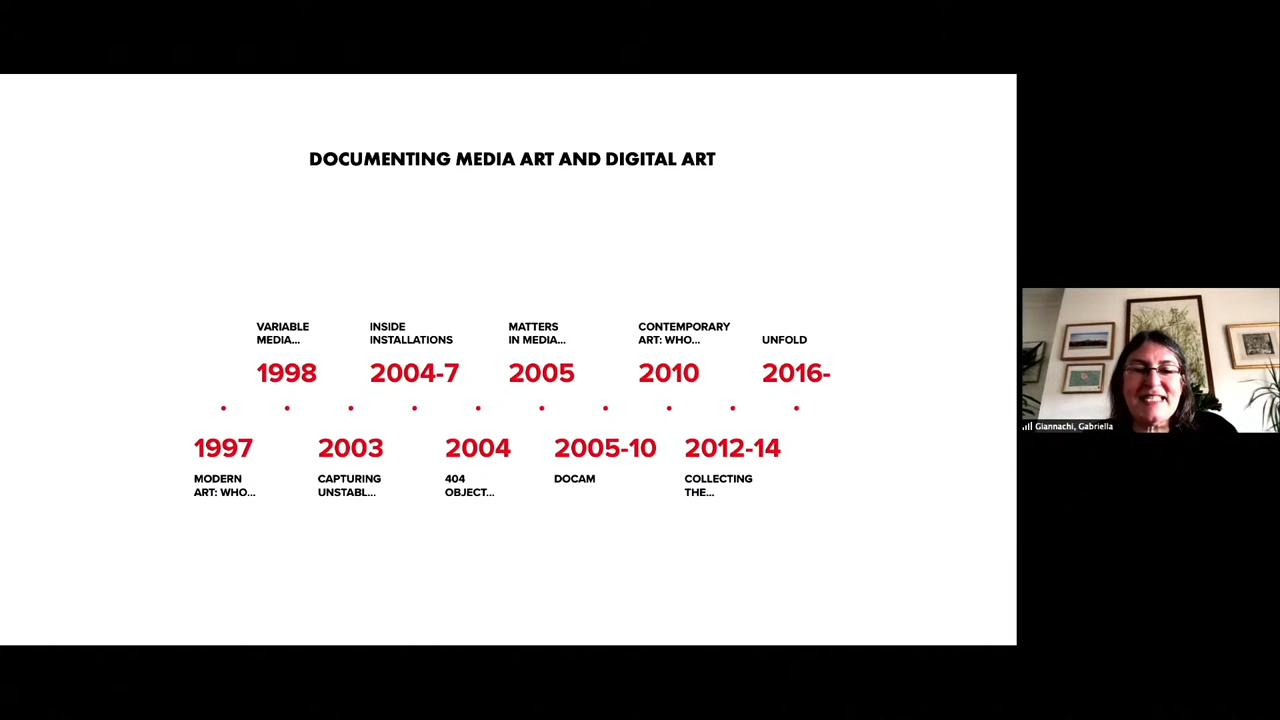 DOCUMENTING MEDIA ART AND DIGITAL ART
VARIABLE
MEDIA...
1998
INSIDE
INSTALLATIONS
2004-7
MATTERS
IN MEDIA...
2005
CONTEMPORARY
ART: WHO...
2010
UNFOLD
2016-
1997
MODERN
ART: WHO...
2003
CAPTURING
UNSTABL...
2004
404
OBJECT...
2005-10
DOCAM
2012-14
COLLECTING
THE...
Giannachi, Gabriella